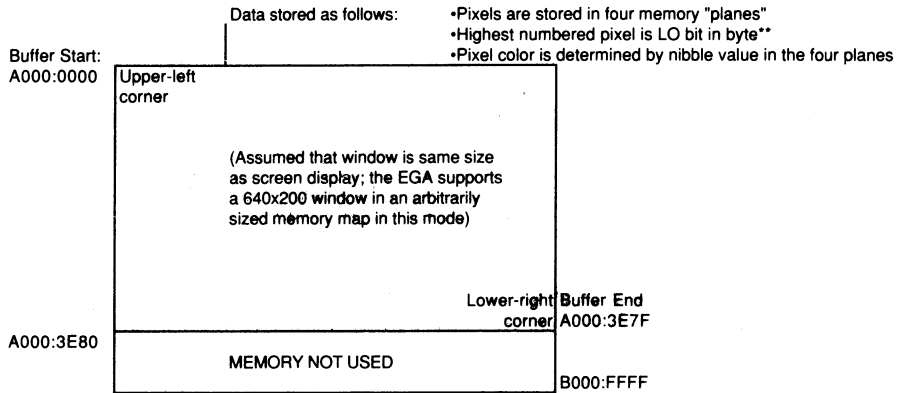 Data stored as follows:
•Pixels are stored in four memory "planes"
•Highest numbered pixel is LO bit in byte**
•Pixel color is determined by nibble value in the four planes
Buffer Start:
A000:0000
Upper-left
corner
(Assumed that window is same size
as screen display; the EGA supports
a 640x200 window in an arbitrarily
sized memory map in this mode)
Lower-right
corner
Buffer End
A000:3E7F
A000:3E80
MEMORY NOT USED
B000:FFFF